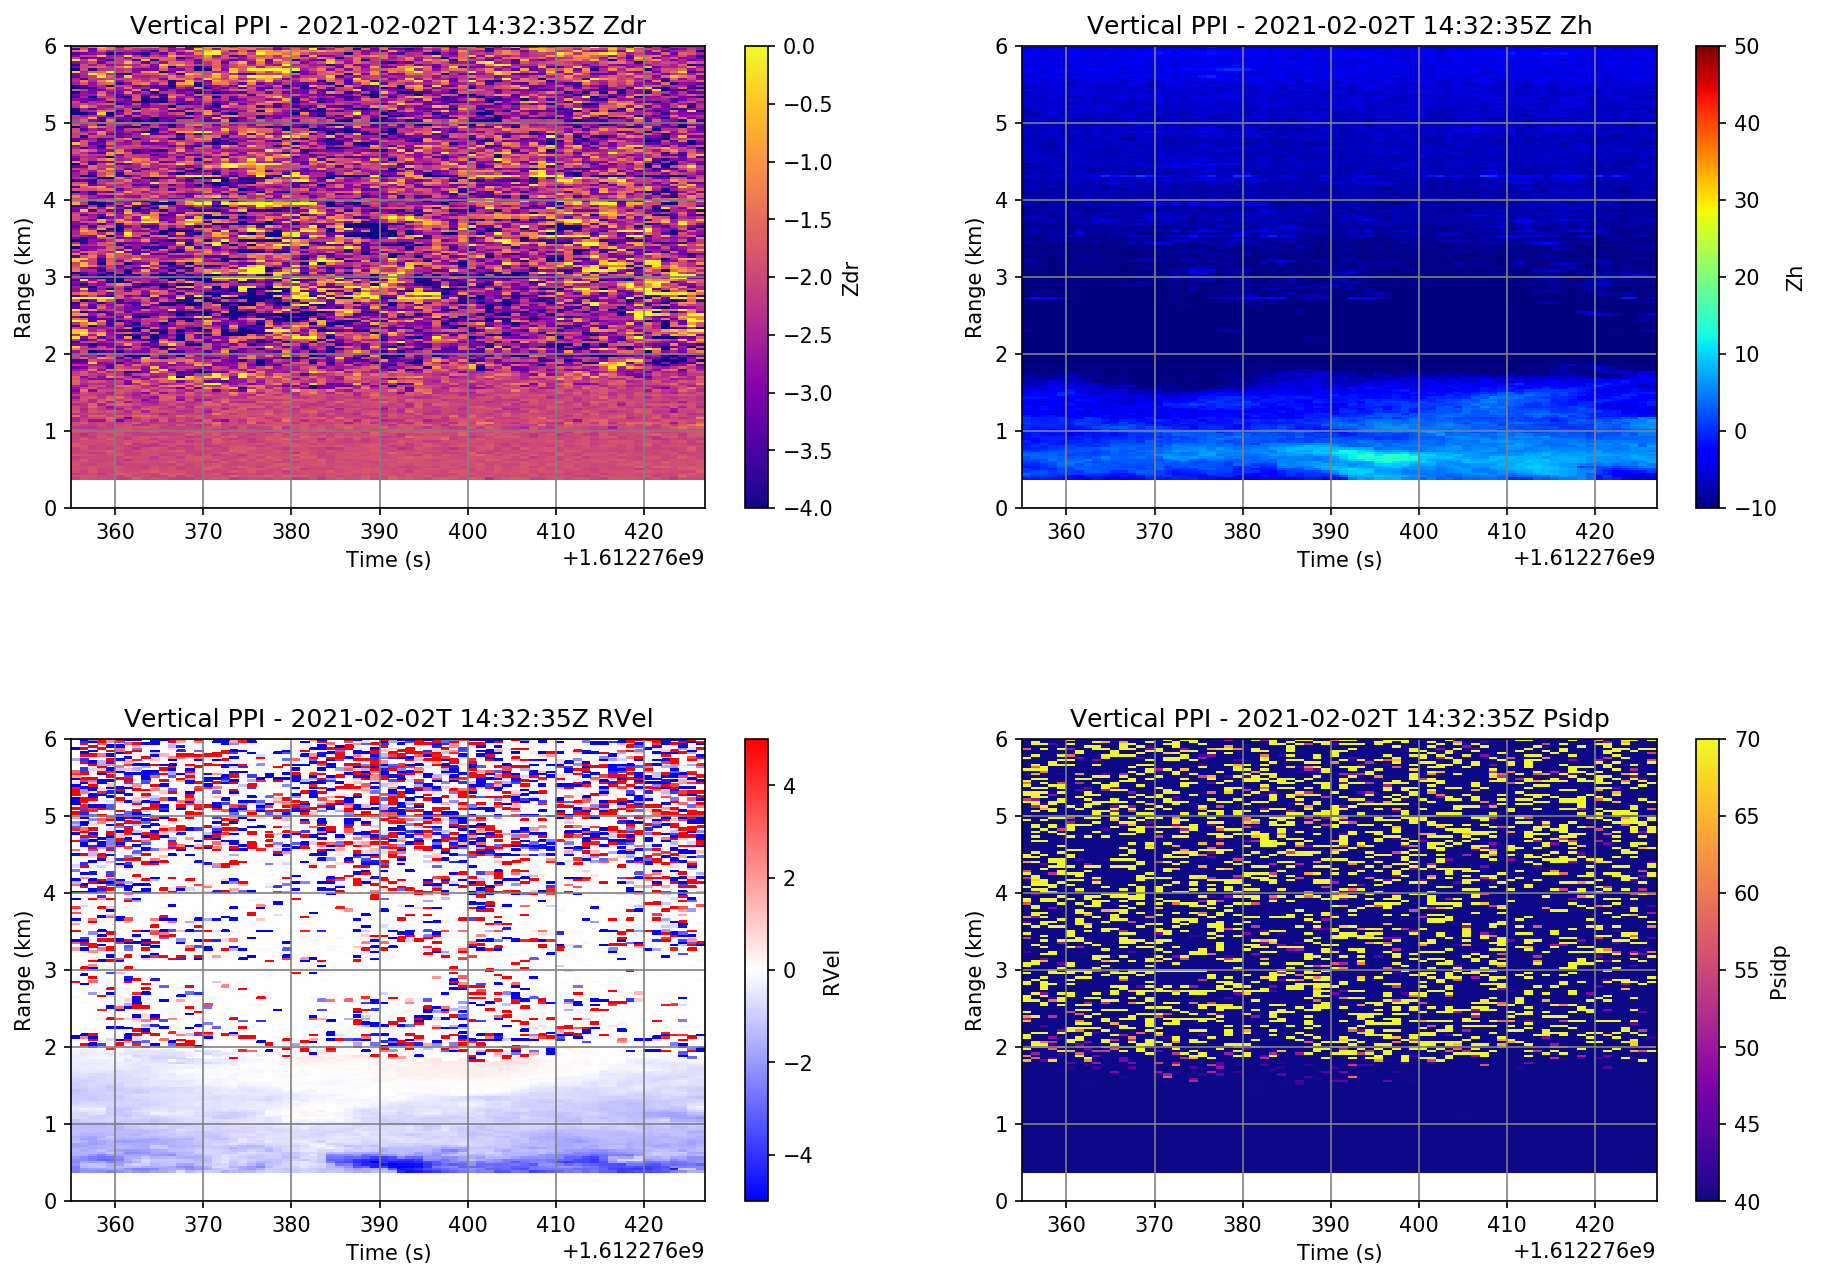 Vertical PPI - 2021-02-02T 14:32:35Z Zdr
6
5
4
3
2
1
0
Range (km)
360 370 380 390 400 410 420
Time (s)
+1.612276e9
0.0
−0.5
−1.0
−1.5
−2.0
−2.5
−3.0
−3.5
−4.0
Zdr
Vertical PPI - 2021-02-02T 14:32:35Z Zh
6
5
4
3
2
1
0
Range (km)
360 370 380 390 400 410 420
Time (s)
+1.612276e9
50
40
30
20
10
0
−10
Zh
Vertical PPI - 2021-02-02T 14:32:35Z RVel
6
5
4
3
2
1
0
Range (km)
360 370 380 390 400 410 420
Time (s)
+1.612276e9
4
2
0
−2
−4
RVel
Vertical PPI - 2021-02-02T 14:32:35Z Psidp
6
5
4
3
2
1
0
Range (km)
360 370 380 390 400 410 420
Time (s)
+1.612276e9
70
65
60
55
50
45
40
Psidp